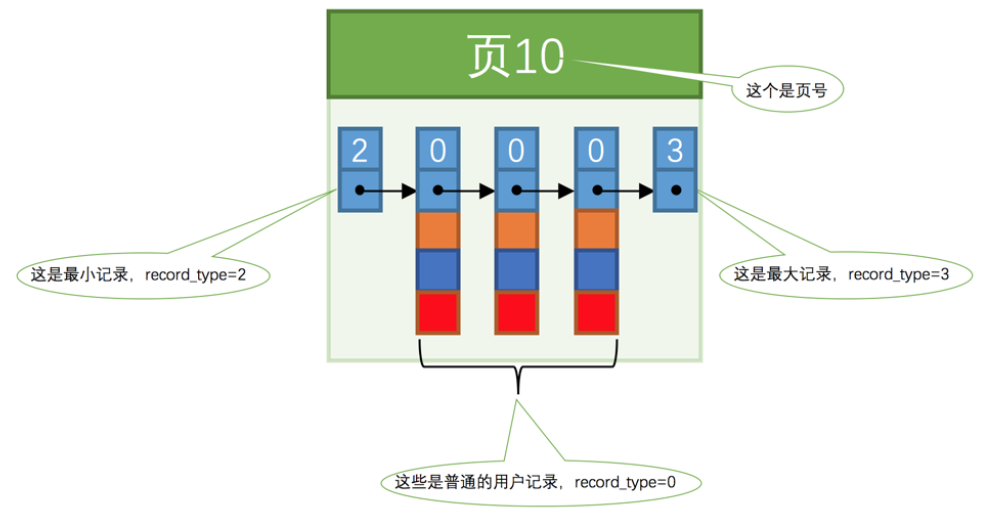 页10
这个是页号
2 0 0 0 3
这是最小记录，record_type=2
这是最大记录，record_type=3
这些是普通的用户记录，record_type=0